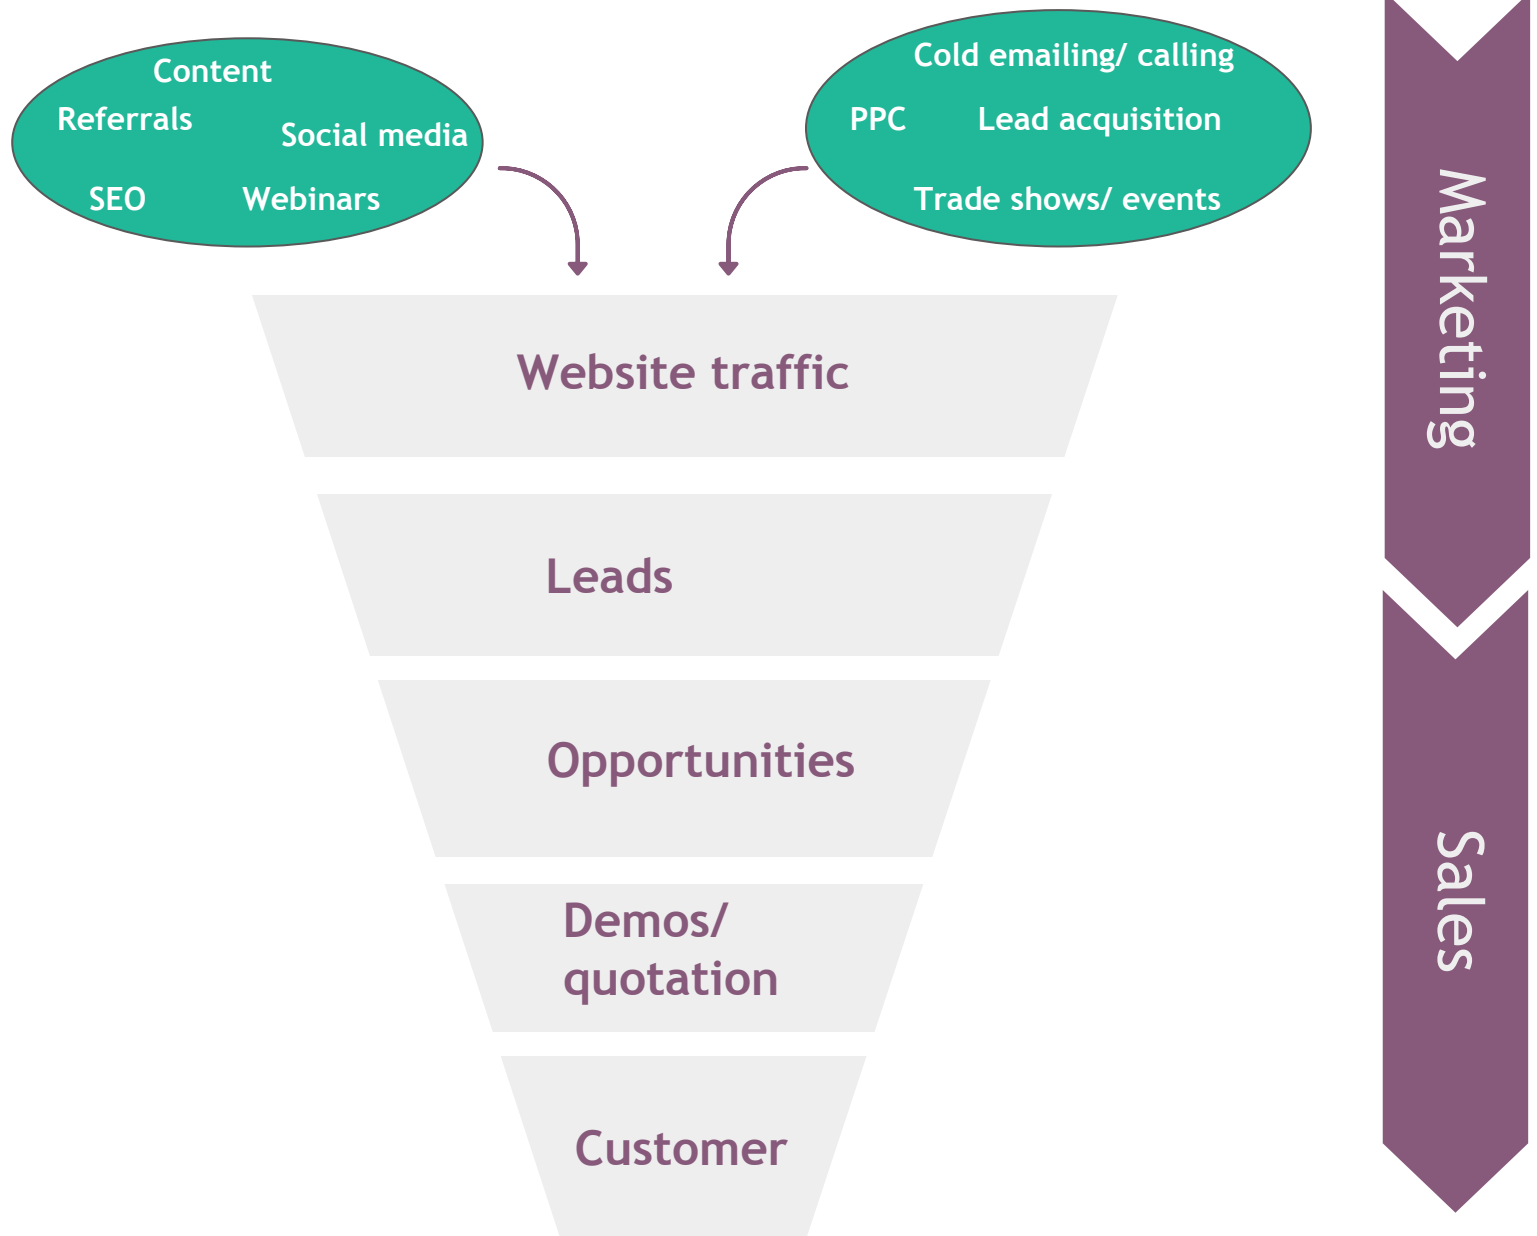 Content
Referrals
Social media
SEO
Webinars
Cold emailing/ calling
PPC
Lead acquisition
Trade shows/ events
Website traffic
Leads
Opportunities
Demos/
quotation
Customer
Marketing
Sales